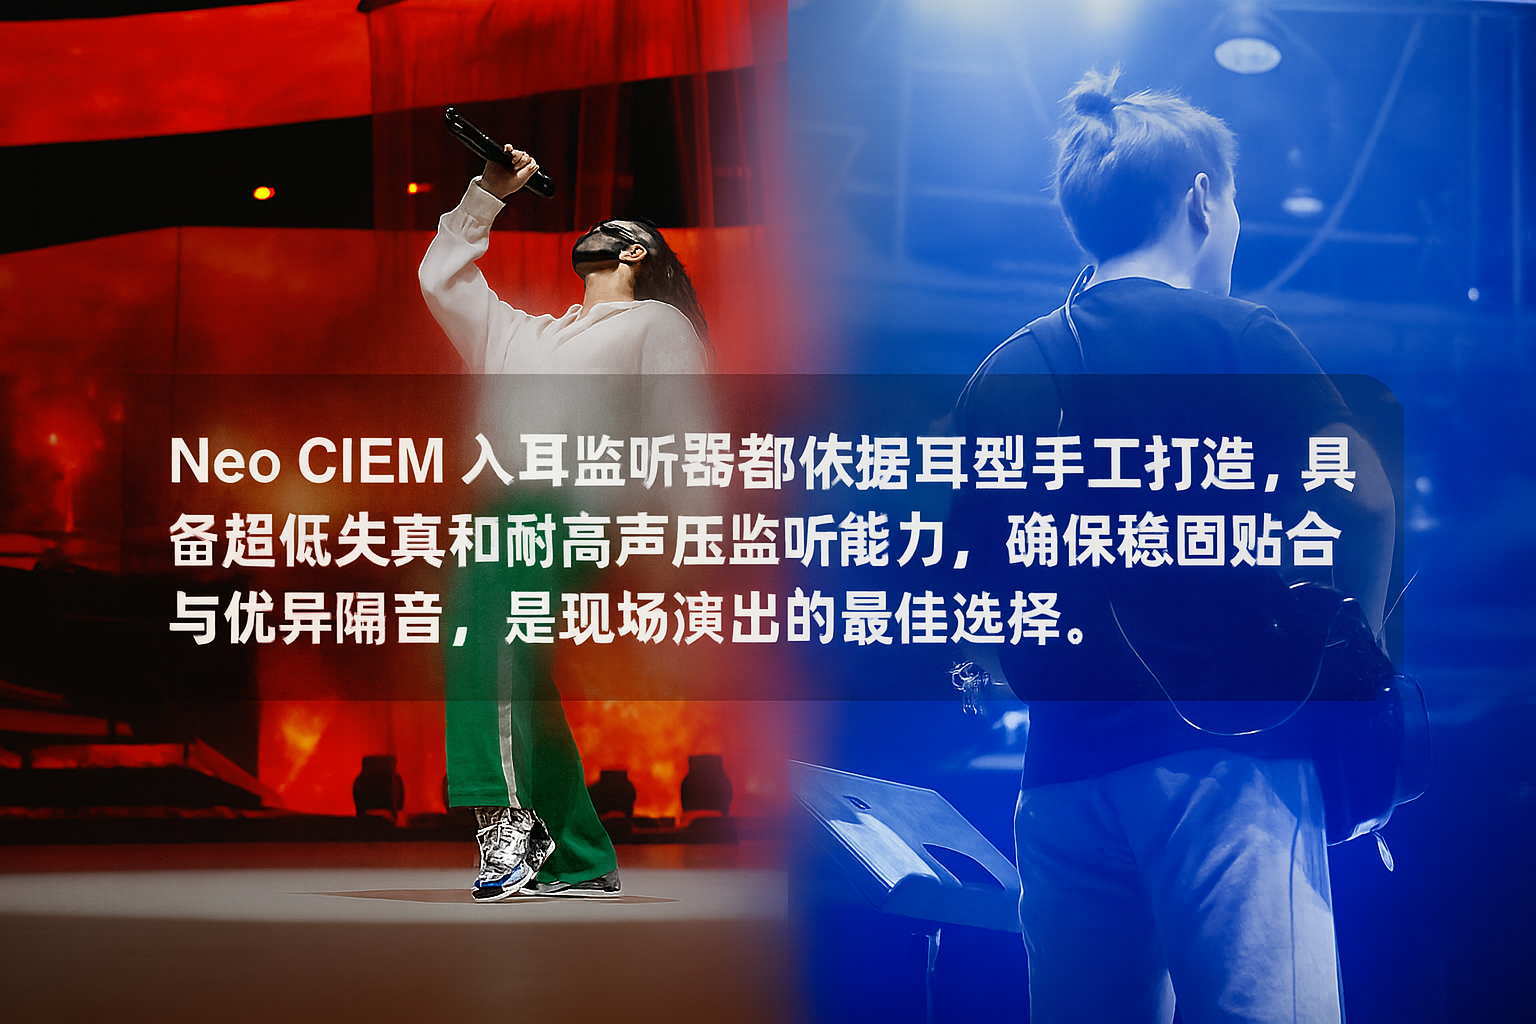 Neo CIEM 入耳监听器都依据耳型手工打造，具
备超低失真和耐高声压监听能力，确保稳固贴合
与优异隔音，是现场演出的最佳选择。